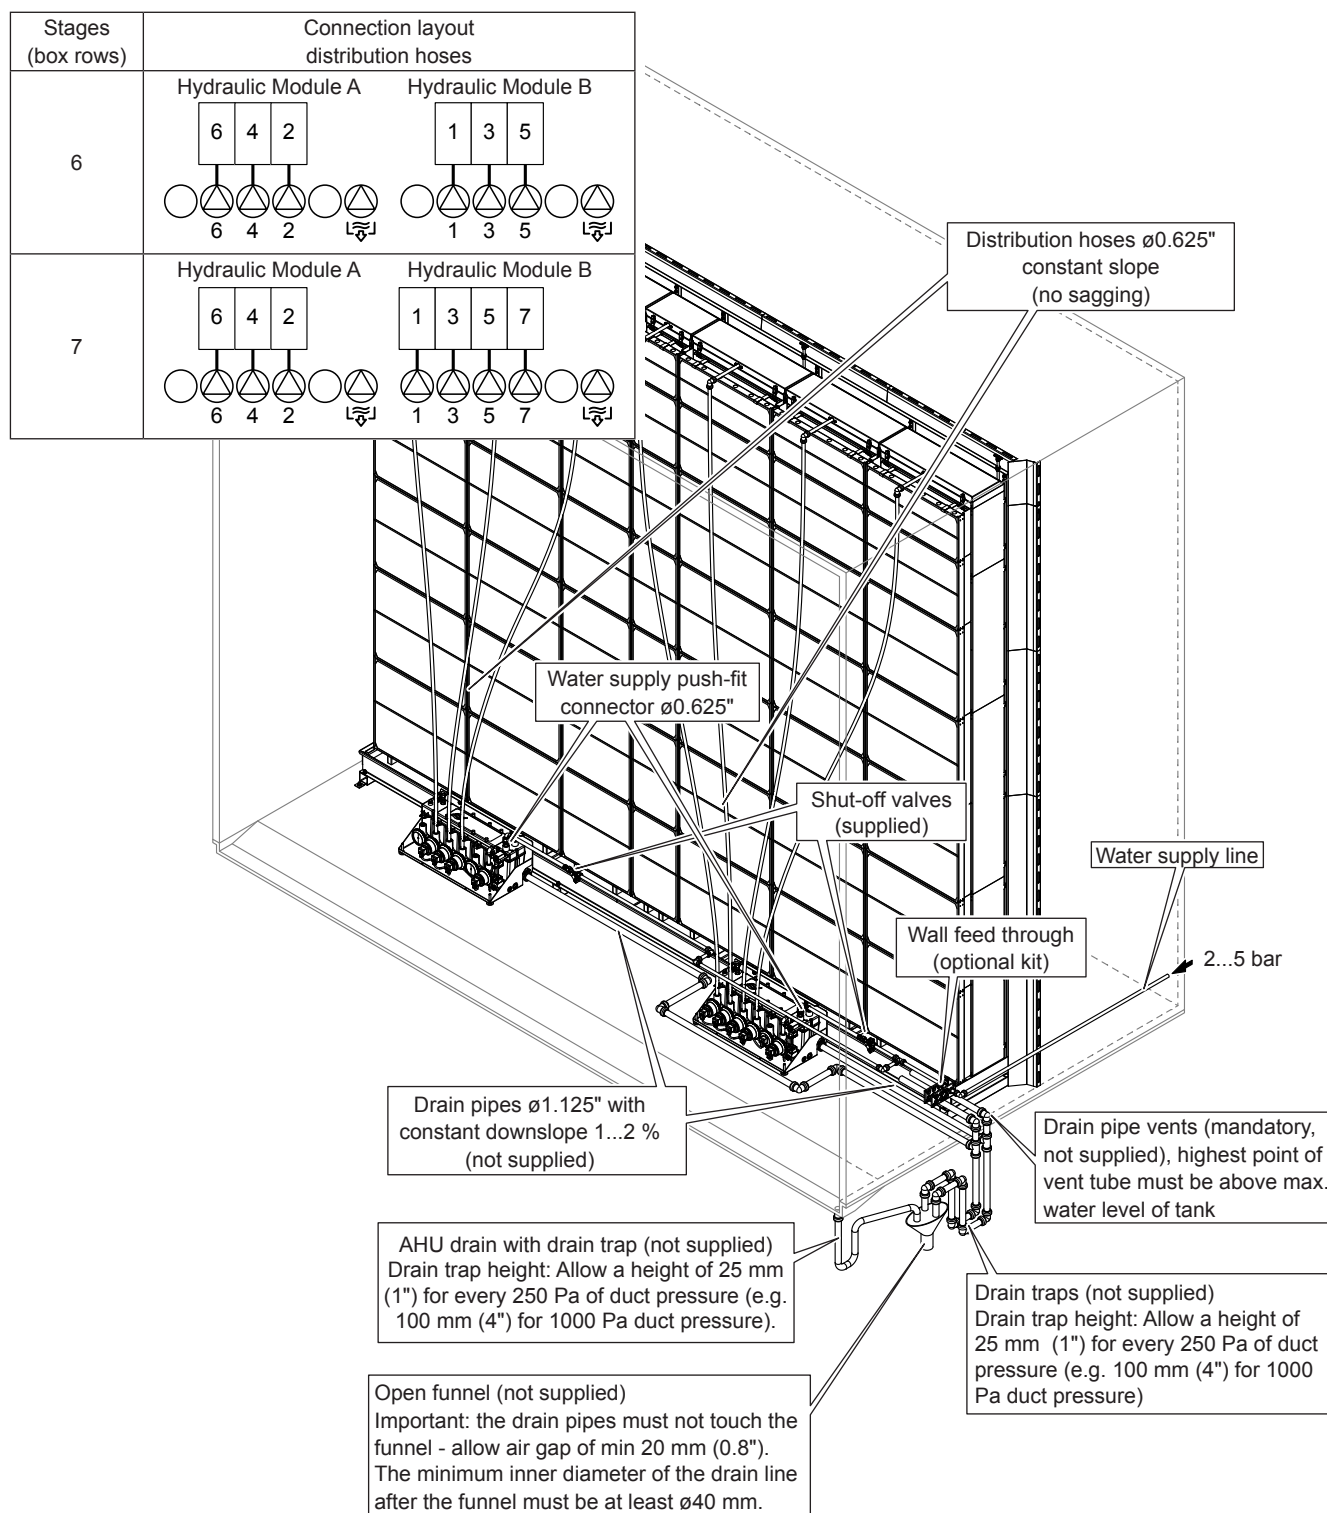 Stages
(box rows)
Connection layout
distribution hoses
6
Hydraulic Module A
Hydraulic Module B
6 4 2
1 3 5
6 4 2
1 3 5
7
Hydraulic Module A
Hydraulic Module B
6 4 2
1 3 5 7
6 4 2
1 3 5 7
Distribution hoses ø0.625"
constant slope
(no sagging)
Water supply push-fit
connector ø0.625"
Shut-off valves
(supplied)
Water supply line
Wall feed through
(optional kit)
2...5 bar
Drain pipes ø1.125" with
constant downslope 1...2 %
(not supplied)
Drain pipe vents (mandatory,
not supplied), highest point of
vent tube must be above max.
water level of tank
AHU drain with drain trap (not supplied)
Drain trap height: Allow a height of 25 mm
(1") for every 250 Pa of duct pressure (e.g.
100 mm (4") for 1000 Pa duct pressure).
Drain traps (not supplied)
Drain trap height: Allow a height of
25 mm (1") for every 250 Pa of duct
pressure (e.g. 100 mm (4") for 1000
Pa duct pressure)
Open funnel (not supplied)
Important: the drain pipes must not touch the
funnel - allow air gap of min 20 mm (0.8").
The minimum inner diameter of the drain line
after the funnel must be at least ø40 mm.